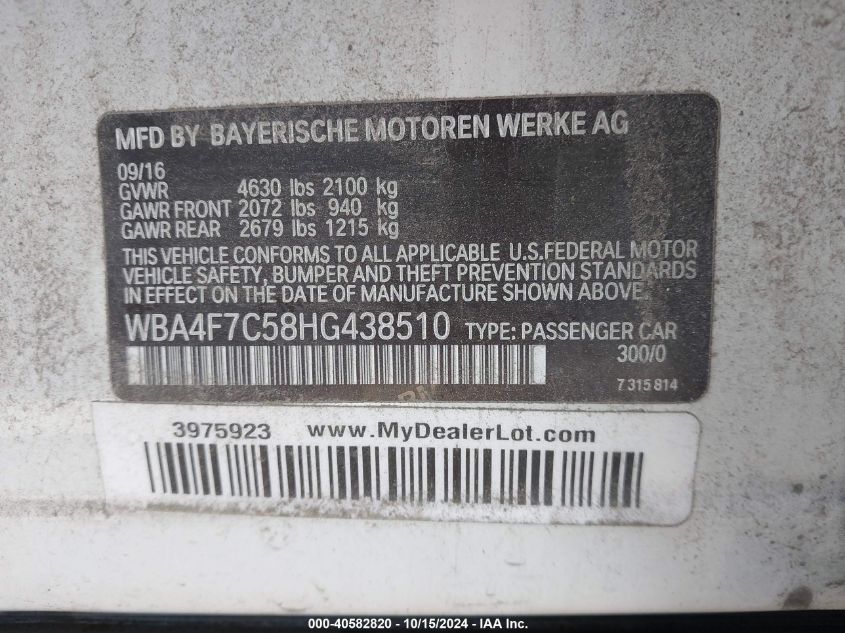 MFD BY BAYERISCHE MOTOREN WERKE AG
09/16
GVWR 4630 lbs 2100 kg
GAWR FRONT 2072 lbs 940 kg
GAWR REAR 2679 lbs 1215 kg
THIS VEHICLE CONFORMS TO ALL APPLICABLE U.S.FEDERAL MOTOR
VEHICLE SAFETY, BUMPER AND THEFT PREVENTION STANDARDS
IN EFFECT ON THE DATE OF MANUFACTURE SHOWN ABOVE.
WBA4F7C58HG438510 TYPE: PASSENGER CAR
300/0
7 315 814
3975923 www.MyDealerLot.com
000-40582820 - 10/15/2024 - IAA Inc.